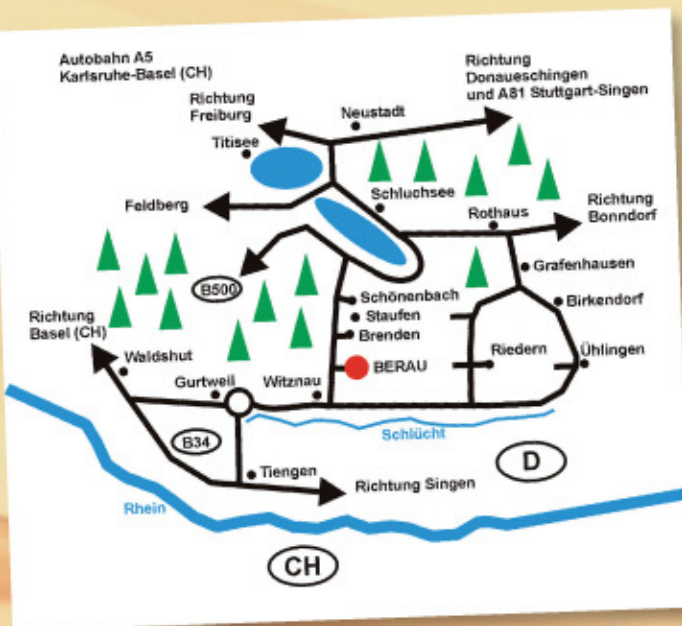 Autobahn A5
Karlsruhe-Basel (CH)
Richtung
Donaueschingen
und A81 Stuttgart-Singen
Richtung
Freiburg
Neustadt
Titisee
Schluchsee
Feldberg
Rothaus
Richtung
Bonndorf
Grafenhausen
B500
Schönenbach
Birkendorf
Staufen
Richtung
Basel (CH)
Brenden
Waldshut
Riedern
Ühlingen
BERAU
Gurtweil
Witznau
Schlücht
B34
D
Tiengen
Richtung Singen
Rhein
CH